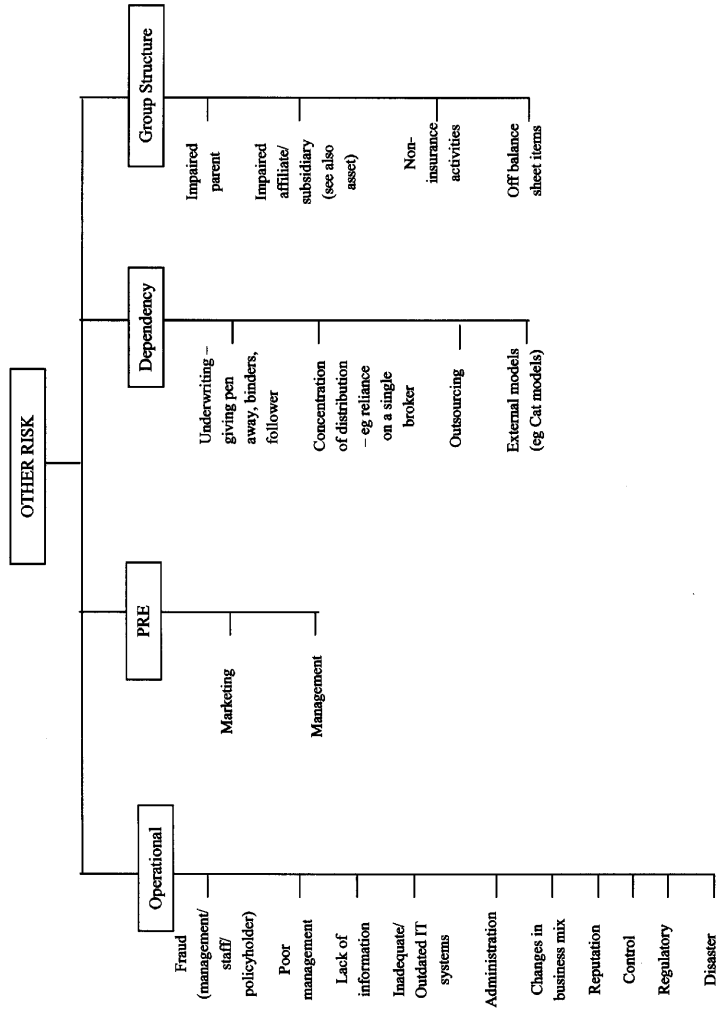 OTHER RISK
Operational
Fraud
(management/
staff/
policyholder)
Poor
management
Lack of
information
Inadequate/
Outdated IT
systems
Administration
Changes in
business mix
Reputation
Control
Regulatory
Disaster
PRE
Marketing
Management
Dependency
Underwriting –
giving pen
away, binders,
follower
Concentration
of distribution
– eg reliance
on a single
broker
Outsourcing
External models
(eg Cat models)
Group Structure
Impaired
parent
Impaired
affiliate/
subsidiary
(see also
asset)
Non-
insurance
activities
Off balance
sheet items